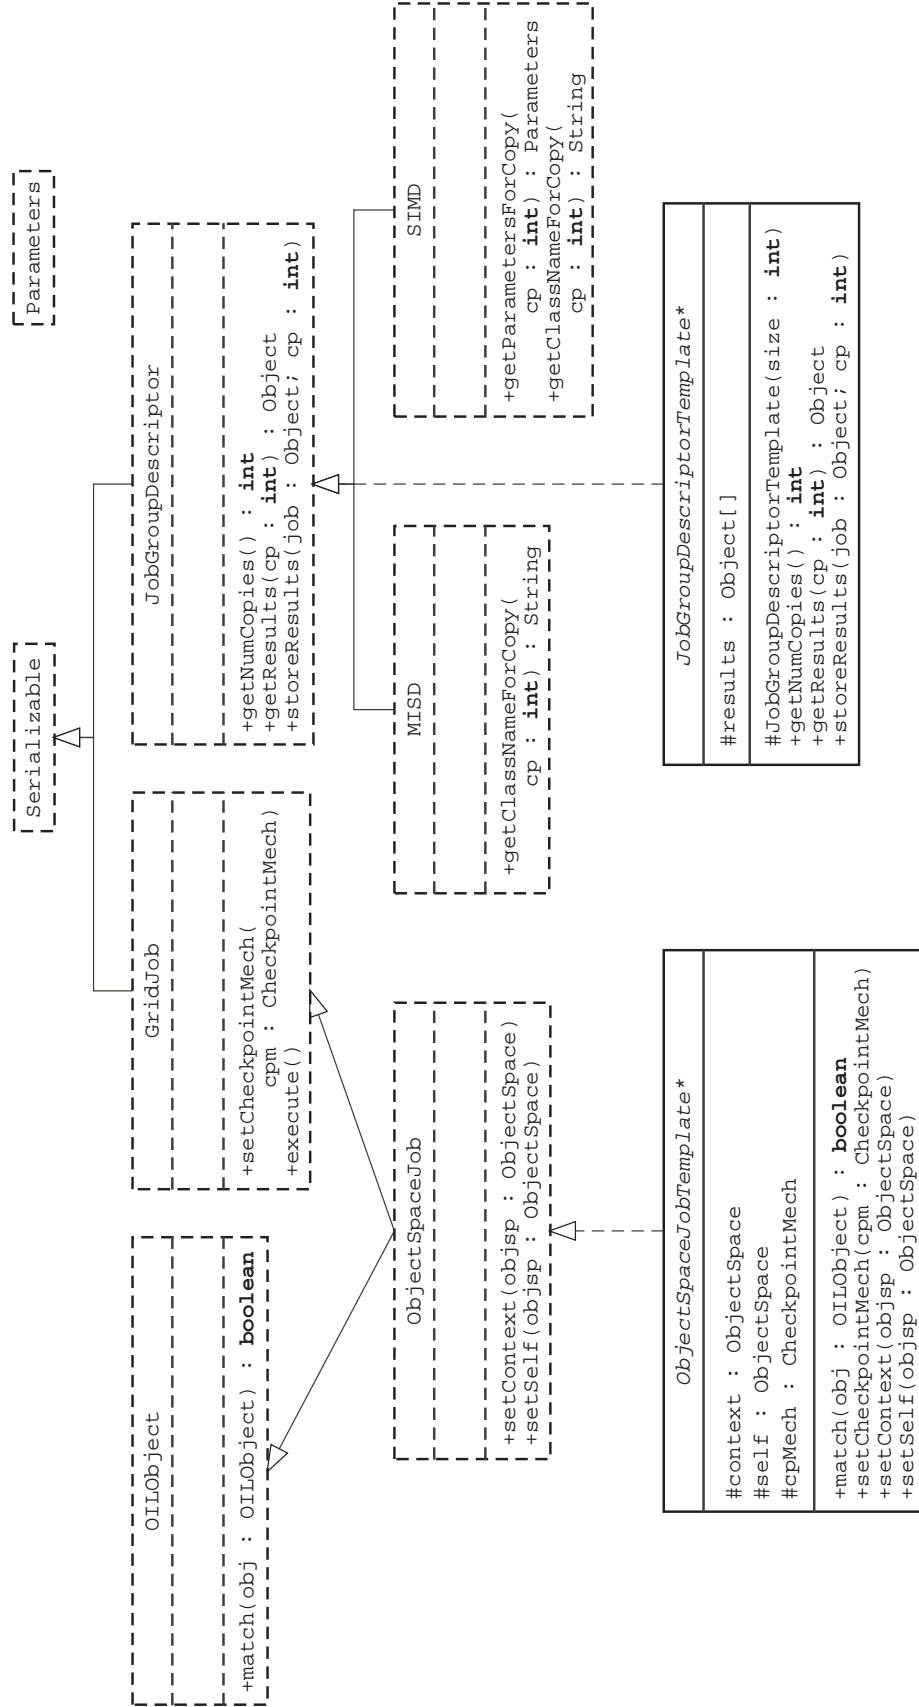 Serializable
Parameters
OILObject
+match(obj : OILObject) : boolean
GridJob
+setCheckpointMech(
cpm : CheckpointMech)
+execute()
JobGroupDescriptor
+getNumCopies() : int
+getResults(cp : int) : Object
+storeResults(job : Object; cp : int)
ObjectSpaceJob
+setContext(objsp : ObjectSpace)
+setSelf(objsp : ObjectSpace)
MISD
+getClassNameForCopy(
cp : int) : String
SIMD
+getParametersForCopy(
cp : int) : Parameters
+getClassNameForCopy(
cp : int) : String
ObjectSpaceJobTemplate*
#context : ObjectSpace
#self : ObjectSpace
#cpMech : CheckpointMech
+match(obj : OILObject) : boolean
+setCheckpointMech(cpm : CheckpointMech)
+setContext(objsp : ObjectSpace)
+setSelf(objsp : ObjectSpace)
JobGroupDescriptorTemplate*
#results : Object[]
#JobGroupDescriptorTemplate(size : int)
+getNumCopies() : int
+getResults(cp : int) : Object
+storeResults(job : Object; cp : int)